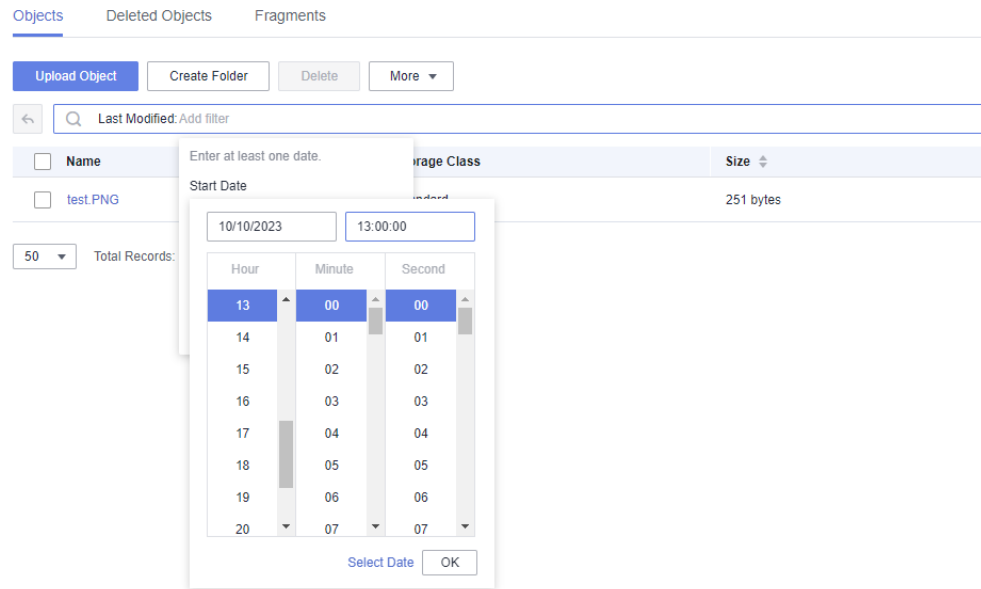 Objects Deleted Objects Fragments
Upload Object Create Folder Delete More
Last Modified: Add filter
Enter at least one date.
Name Class Size
Start Date
test.PNG 251 bytes
10/10/2023 13:00:00
50 Total Records:
Hour Minute Second
13 00 00
14 01 01
15 02 02
16 03 03
17 04 04
18 05 05
19 06 06
20 07 07
Select Date OK